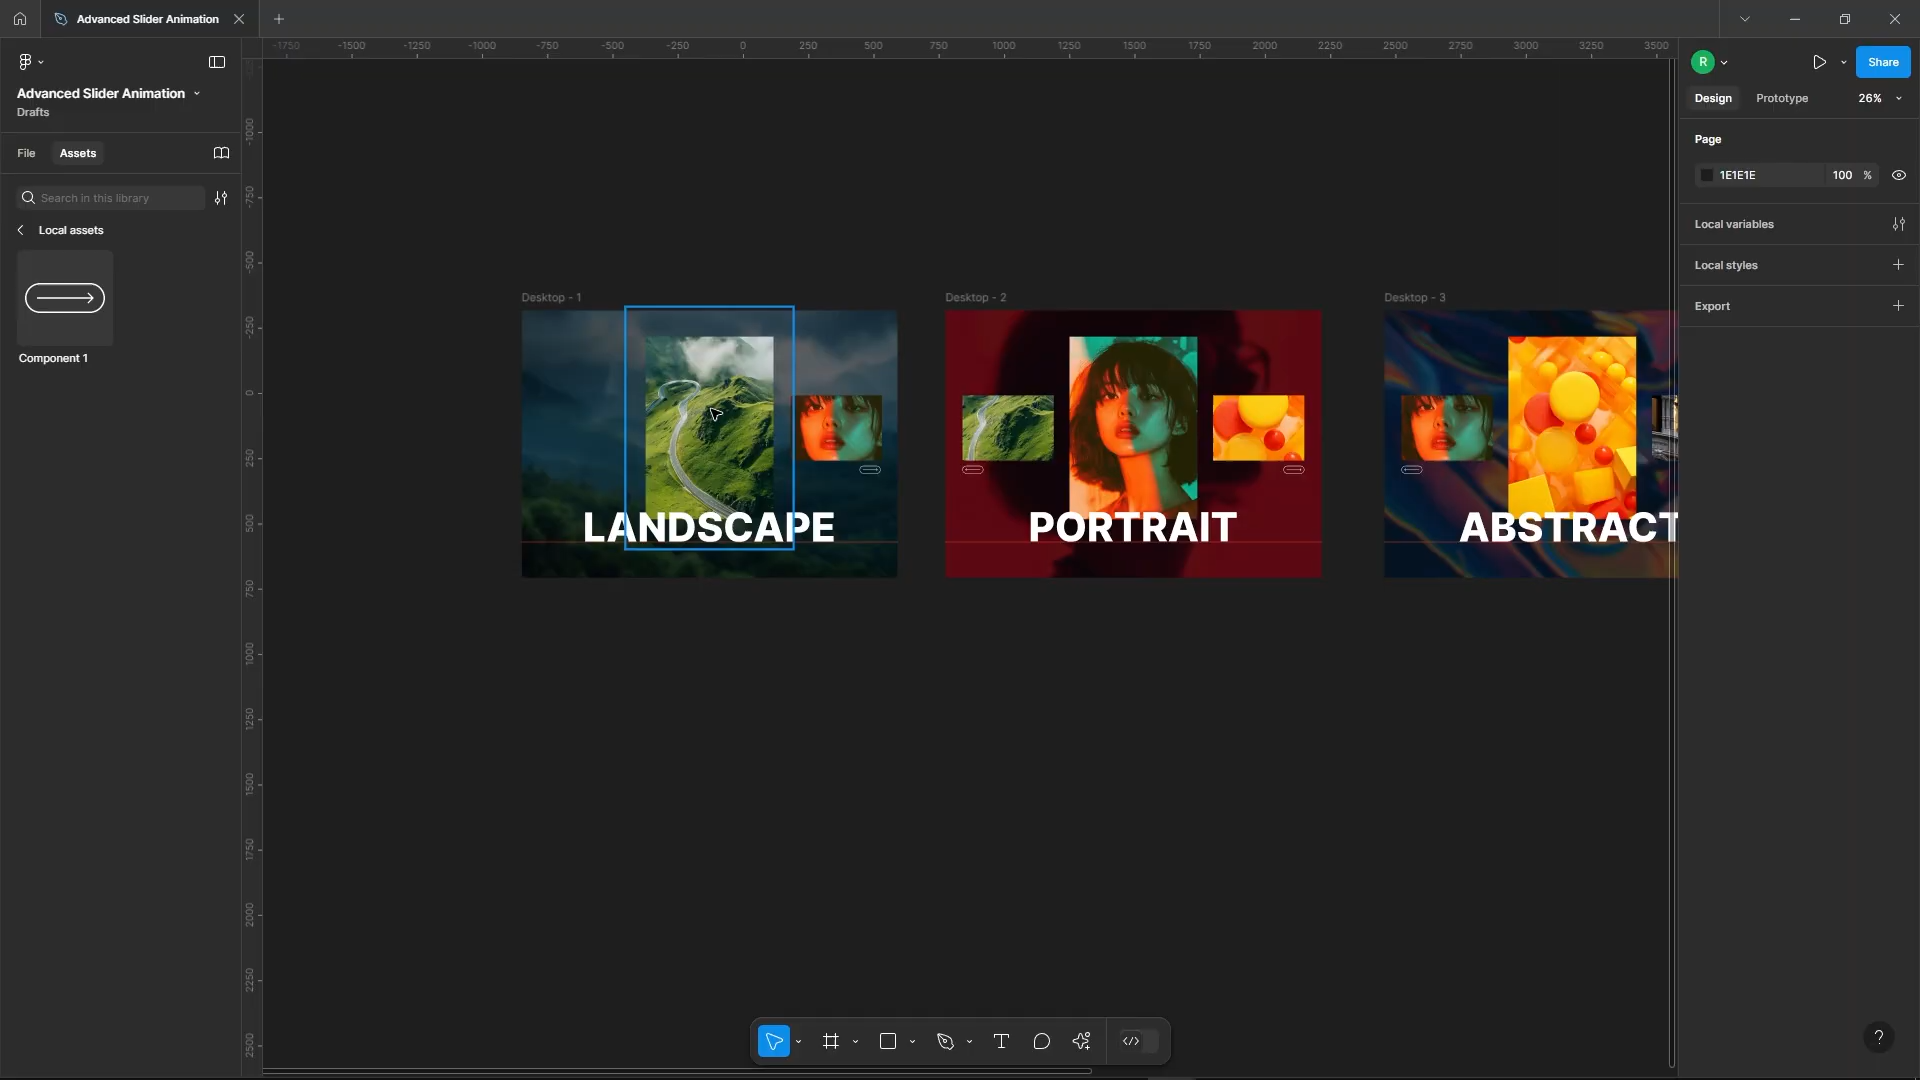 Advanced Slider Animation
-1750 -1500 -1250 -1000 -750 -500 -250 0 250 500 750 1000 1250 1500 1750 2000 2250 2500 2750 3000 3250 3500
R
Share
Advanced Slider Animation
Drafts
Design Prototype 26%
File Assets
Page
Search in this library
1E1E1E 100 %
Local assets
Local variables
Local styles
Export
Component 1
Desktop - 1 Desktop - 2 Desktop - 3
LANDSCAPE PORTRAIT ABSTRACT
-1000
-750
-500
-250
0
250
500
750
1000
1250
1500
1750
2000
2250
2500
?